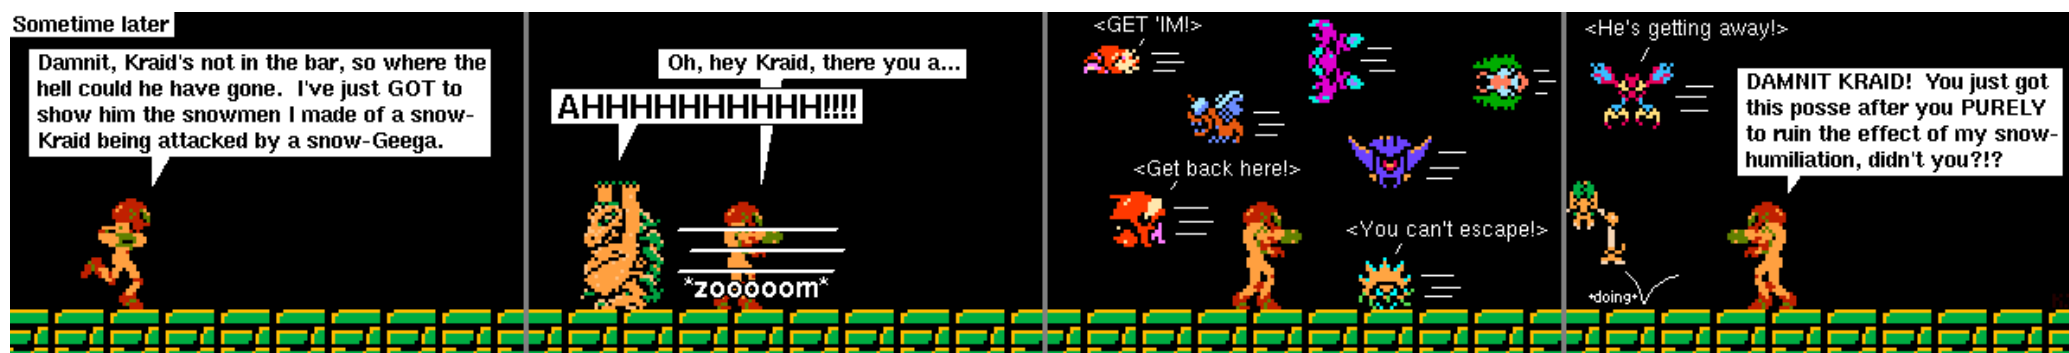 Sometime later
Damnit, Kraid's not in the bar, so where the
hell could he have gone.  I've just GOT to
show him the snowmen I made of a snow-
Kraid being attacked by a snow-Geega.
Oh, hey Kraid, there you a...
AHHHHHHHHHH!!!!
*zooooom*
<GET 'IM!>
<Get back here!>
<You can't escape!>
<He's getting away!>
DAMNIT KRAID!  You just got
this posse after you PURELY
to ruin the effect of my snow-
humiliation, didn't you?!?
*doing*